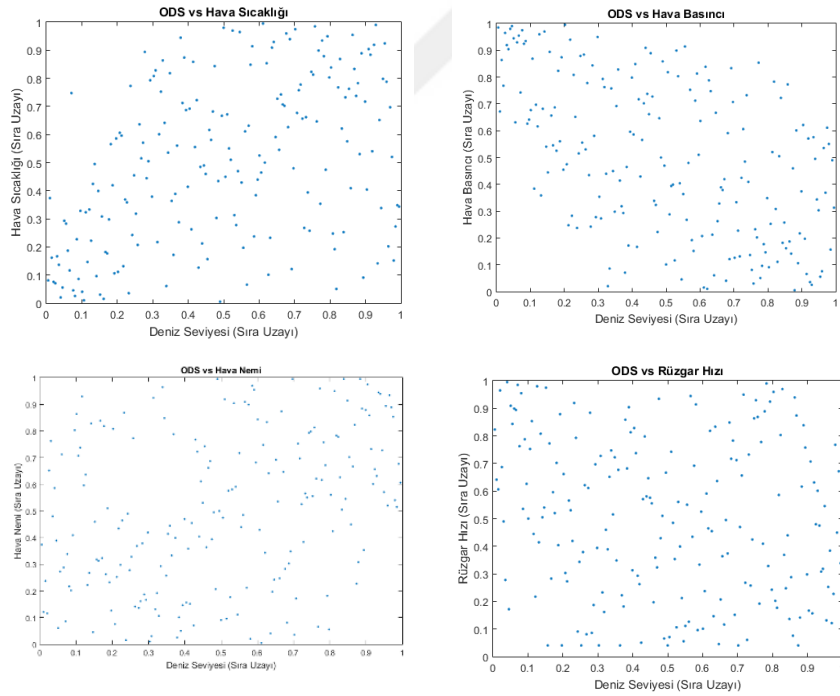 ODS vs Hava Sıcaklığı
1
0.9
0.8
0.7
0.6
0.5
0.4
0.3
0.2
0.1
0
Hava Sıcaklığı (Sıra Uzayı)
0 0.1 0.2 0.3 0.4 0.5 0.6 0.7 0.8 0.9 1
Deniz Seviyesi (Sıra Uzayı)
ODS vs Hava Basıncı
1
0.9
0.8
0.7
0.6
0.5
0.4
0.3
0.2
0.1
0
Hava Basıncı (Sıra Uzayı)
0 0.1 0.2 0.3 0.4 0.5 0.6 0.7 0.8 0.9 1
Deniz Seviyesi (Sıra Uzayı)
ODS vs Hava Nemi
1
0.9
0.8
0.7
0.6
0.5
0.4
0.3
0.2
0.1
0
Hava Nemi (Sıra Uzayı)
0 0.1 0.2 0.3 0.4 0.5 0.6 0.7 0.8 0.9 1
Deniz Seviyesi (Sıra Uzayı)
ODS vs Rüzgar Hızı
1
0.9
0.8
0.7
0.6
0.5
0.4
0.3
0.2
0.1
0
Rüzgar Hızı (Sıra Uzayı)
0 0.1 0.2 0.3 0.4 0.5 0.6 0.7 0.8 0.9
Deniz Seviyesi (Sıra Uzayı)